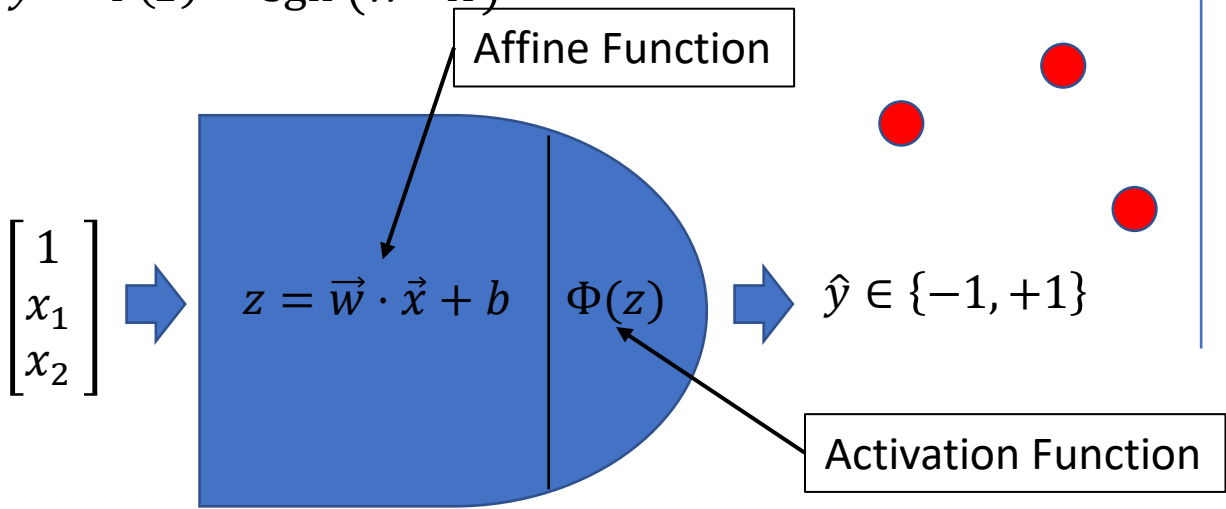 Affine Function
[1 x₁ x₂]
z = w⃗ · x⃗ + b
Φ(z)
ŷ ∈ {−1, +1}
Activation Function